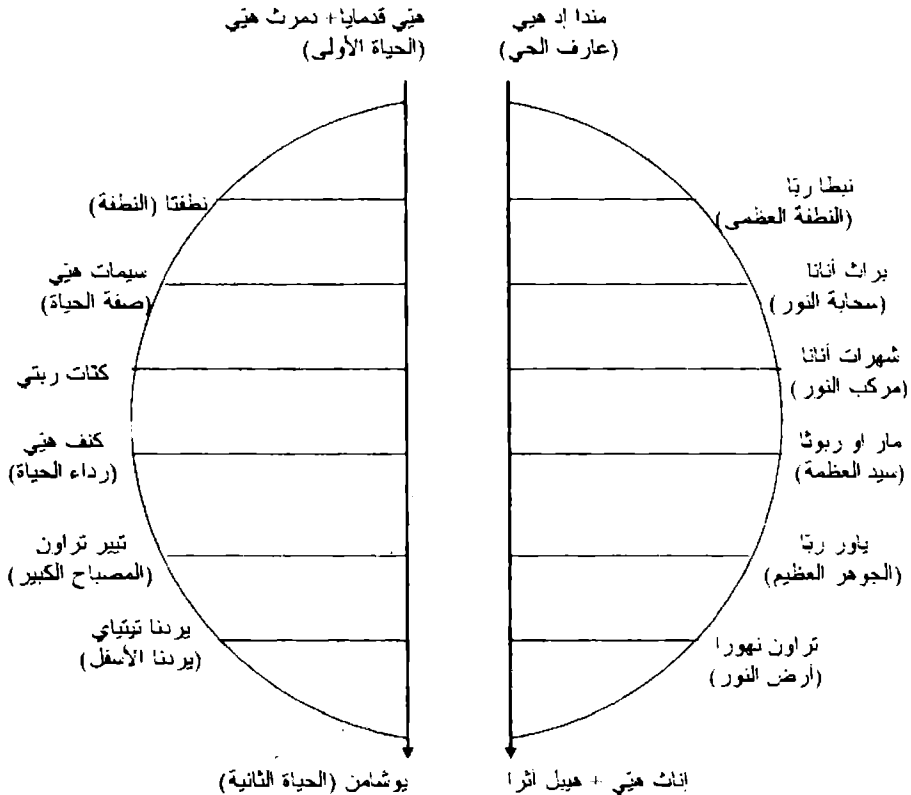 مندا إد هيي
(عارف الحي)
هيّي قدمايا+ دمرث هيّي
(الحياة الأولى)
نبطا ربّا
(النطفة العظمى)
براث أنانا
(سحابة النور)
شهرات أنانا
(مركب النور)
مار او ربوثا
(سيد العظمة)
ياور ربّا
(الجوهر العظيم)
تراون نهورا
(أرض النور)
نطفتا (النطفة)
سيمات هيّي
(صفة الحياة)
كنّات ربتي
كنف هيّي
(رداء الحياة)
تيير تراون
(المصباح الكبير)
يردنا تيتياي
(يردنا الأسفل)
إناث هيّي + هيبل أثرا
يوشامن (الحياة الثانية)